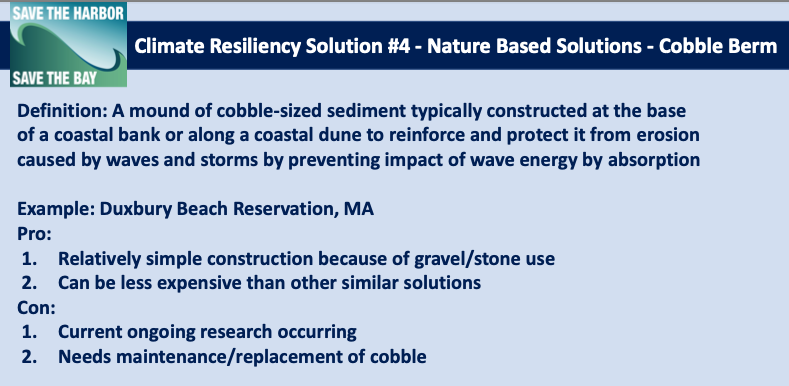 SAVE THE HARBOR
SAVE THE BAY
Climate Resiliency Solution #4 - Nature Based Solutions - Cobble Berm
Definition: A mound of cobble-sized sediment typically constructed at the base
of a coastal bank or along a coastal dune to reinforce and protect it from erosion
caused by waves and storms by preventing impact of wave energy by absorption
Example: Duxbury Beach Reservation, MA
Pro:
1. Relatively simple construction because of gravel/stone use
2. Can be less expensive than other similar solutions
Con:
1. Current ongoing research occurring
2. Needs maintenance/replacement of cobble